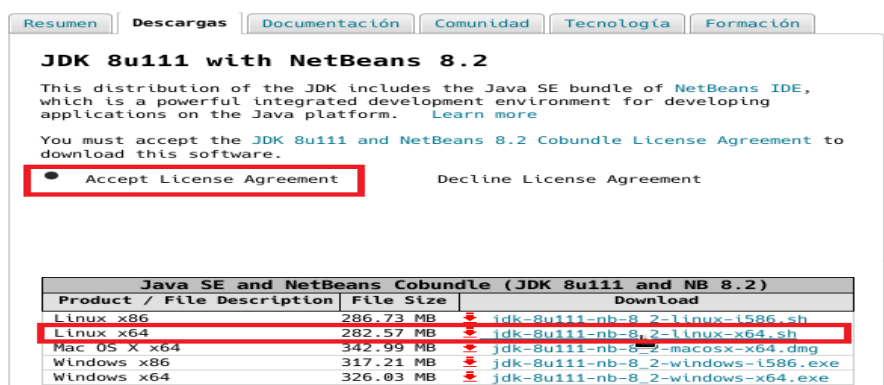 Resumen Descargas Documentación Comunidad Tecnología Formación
JDK 8u111 with NetBeans 8.2
This distribution of the JDK includes the Java SE bundle of NetBeans IDE,
which is a powerful integrated development environment for developing
applications on the Java platform. Learn more
You must accept the JDK 8u111 and NetBeans 8.2 Cobundle License Agreement to
download this software.
Accept License Agreement Decline License Agreement
Java SE and NetBeans Cobundle (JDK 8u111 and NB 8.2)
Product / File Description File Size Download
Linux x86 286.73 MB jdk-8u111-nb-8_2-linux-i586.sh
Linux x64 282.57 MB jdk-8u111-nb-8_2-linux-x64.sh
Mac OS X x64 342.99 MB jdk-8u111-nb-8_2-macosx-x64.dmg
Windows x86 317.21 MB jdk-8u111-nb-8_2-windows-i586.exe
Windows x64 326.03 MB jdk-8u111-nb-8_2-windows-x64.exe